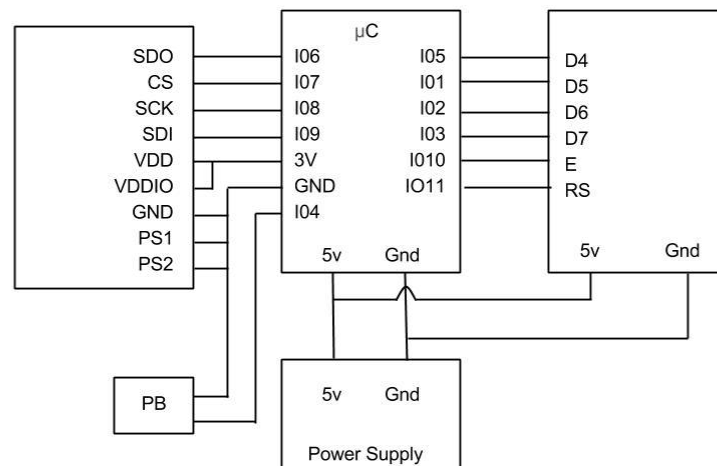 µC
SDO
CS
SCK
SDI
VDD
VDDIO
GND
PS1
PS2
I06
I07
I08
I09
3V
GND
I04
I05
I01
I02
I03
I010
IO11
5v Gnd
D4
D5
D6
D7
E
RS
5v Gnd
PB
5v Gnd
Power Supply